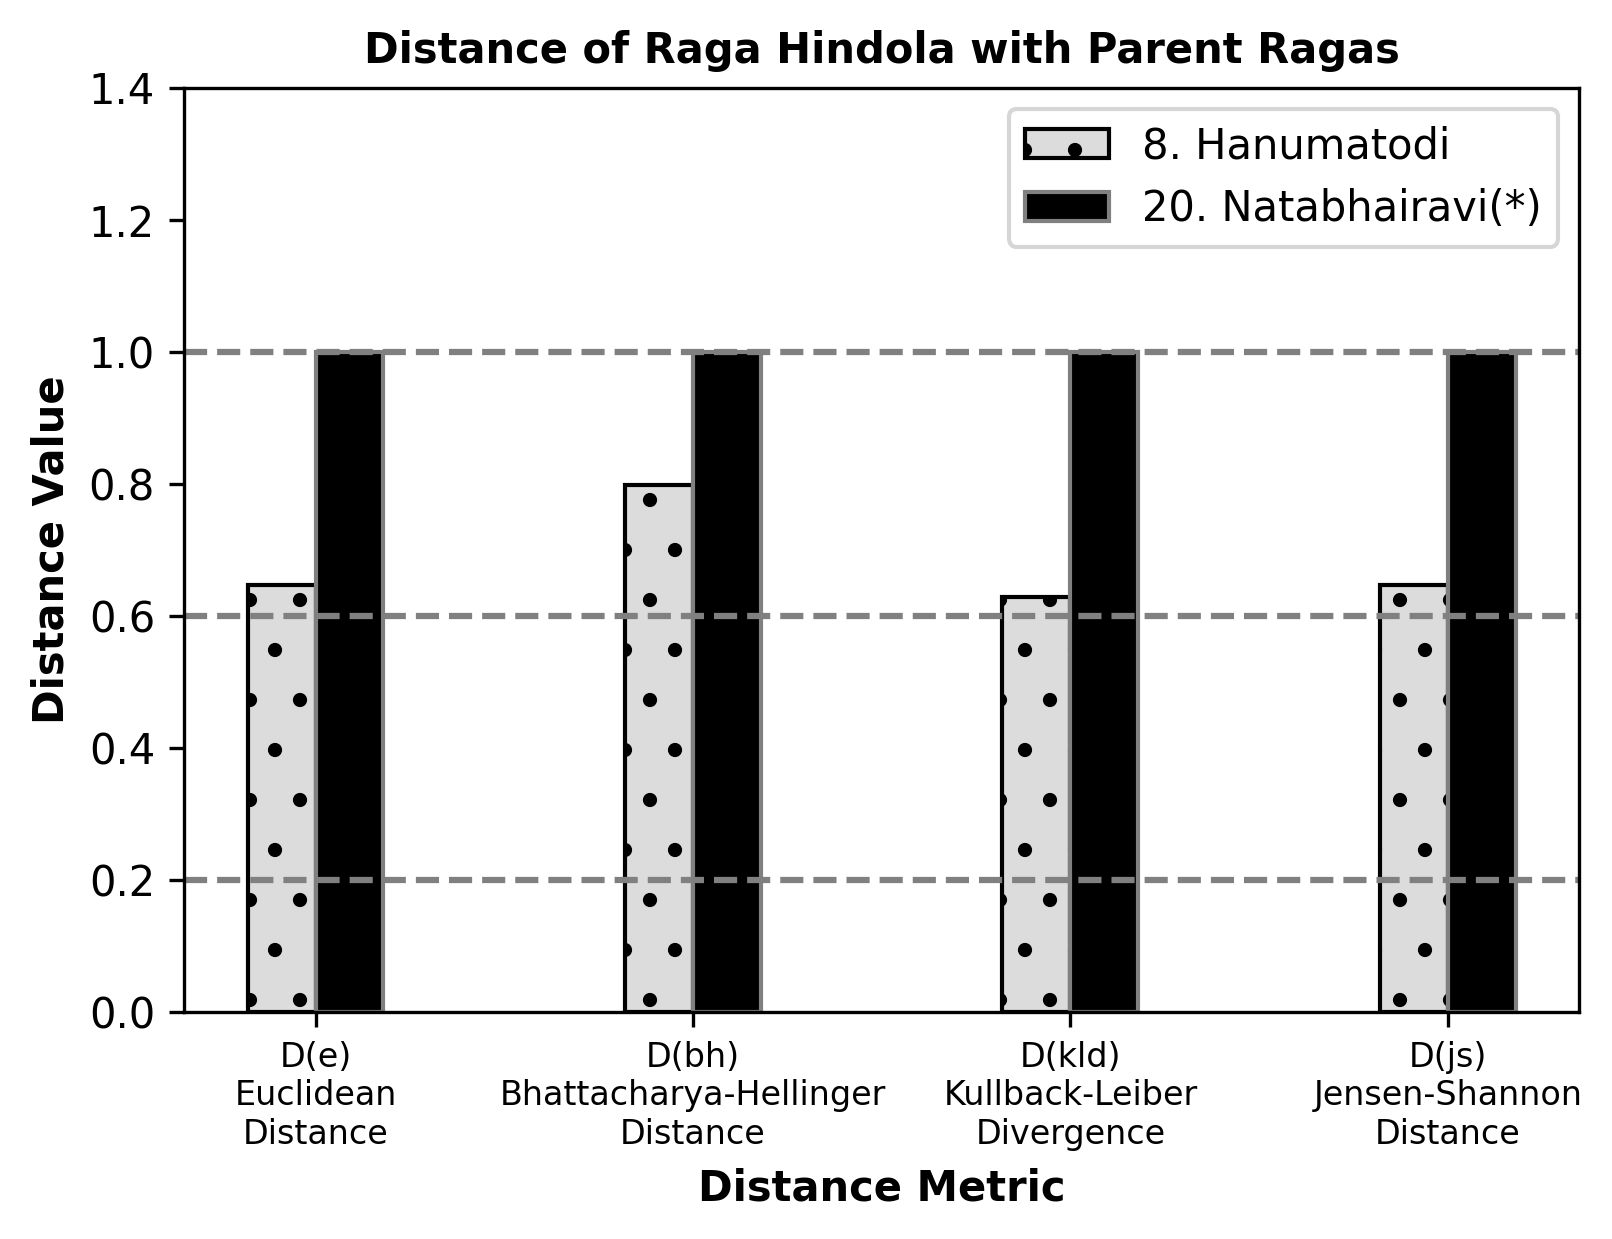 Distance of Raga Hindola with Parent Ragas
8. Hanumatodi
20. Natabhairavi(*)
Distance Value
1.4
1.2
1.0
0.8
0.6
0.4
0.2
0.0
D(e)
Euclidean
Distance
D(bh)
Bhattacharya-Hellinger
Distance
D(kld)
Kullback-Leiber
Divergence
D(js)
Jensen-Shannon
Distance
Distance Metric